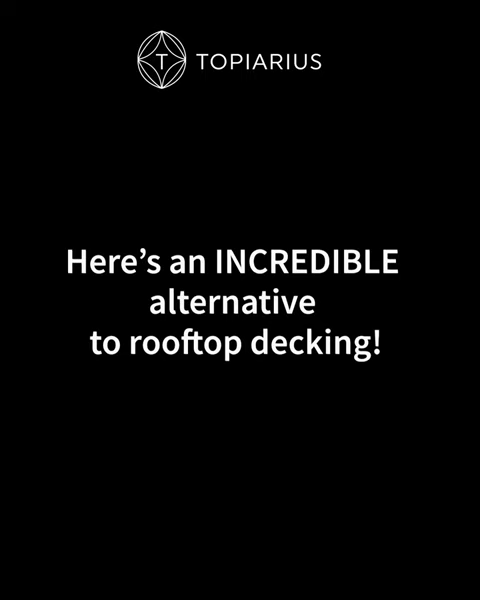 T TOPIARIUS
Here’s an INCREDIBLE
alternative
to rooftop decking!